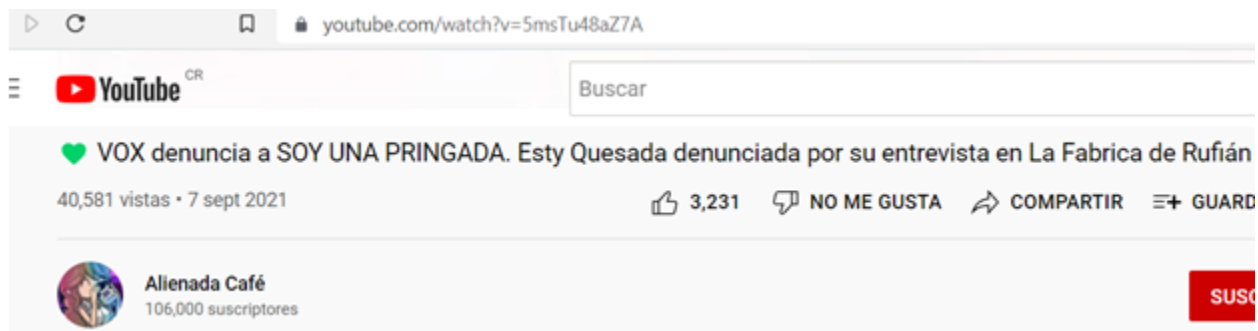 youtube.com/watch?v=5msTu48aZ7A
YouTube CR
Buscar
💚 VOX denuncia a SOY UNA PRINGADA. Esty Quesada denunciada por su entrevista en La Fabrica de Rufián
40,581 vistas • 7 sept 2021
3,231 NO ME GUSTA COMPARTIR GUARD
Alienada Café
106,000 suscriptores
SUSC